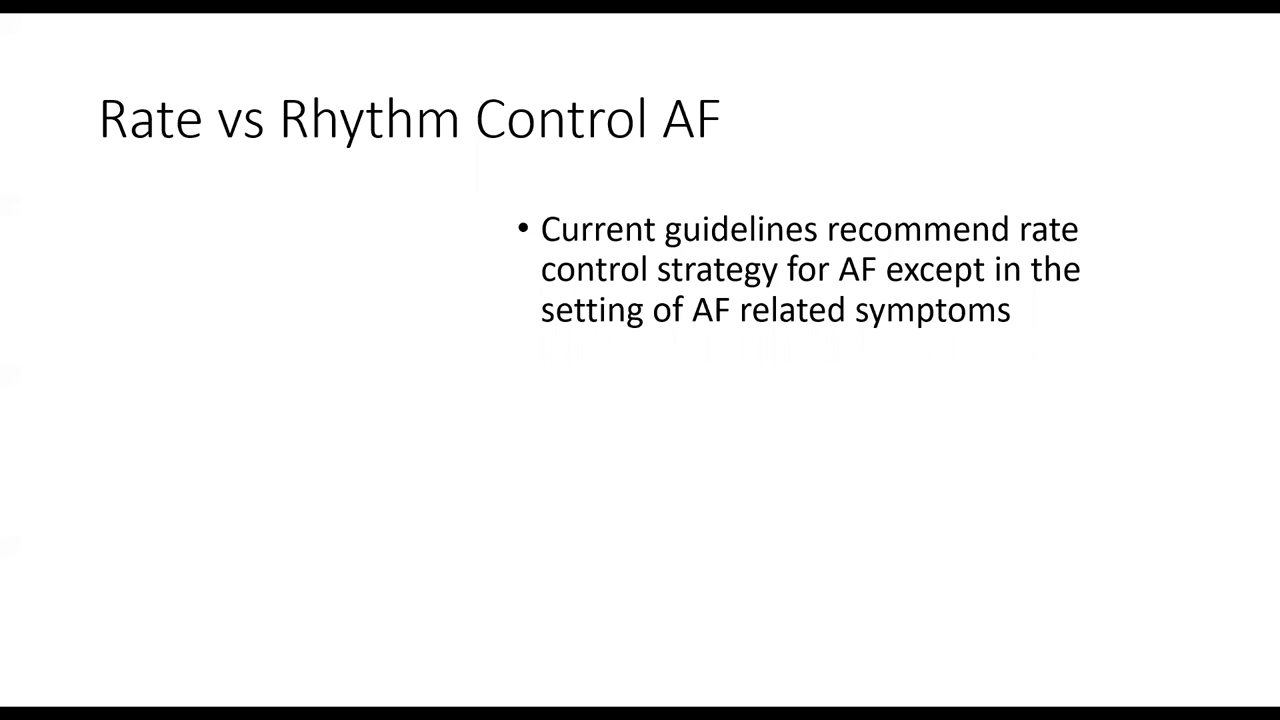 Rate vs Rhythm Control AF
• Current guidelines recommend rate
control strategy for AF except in the
setting of AF related symptoms